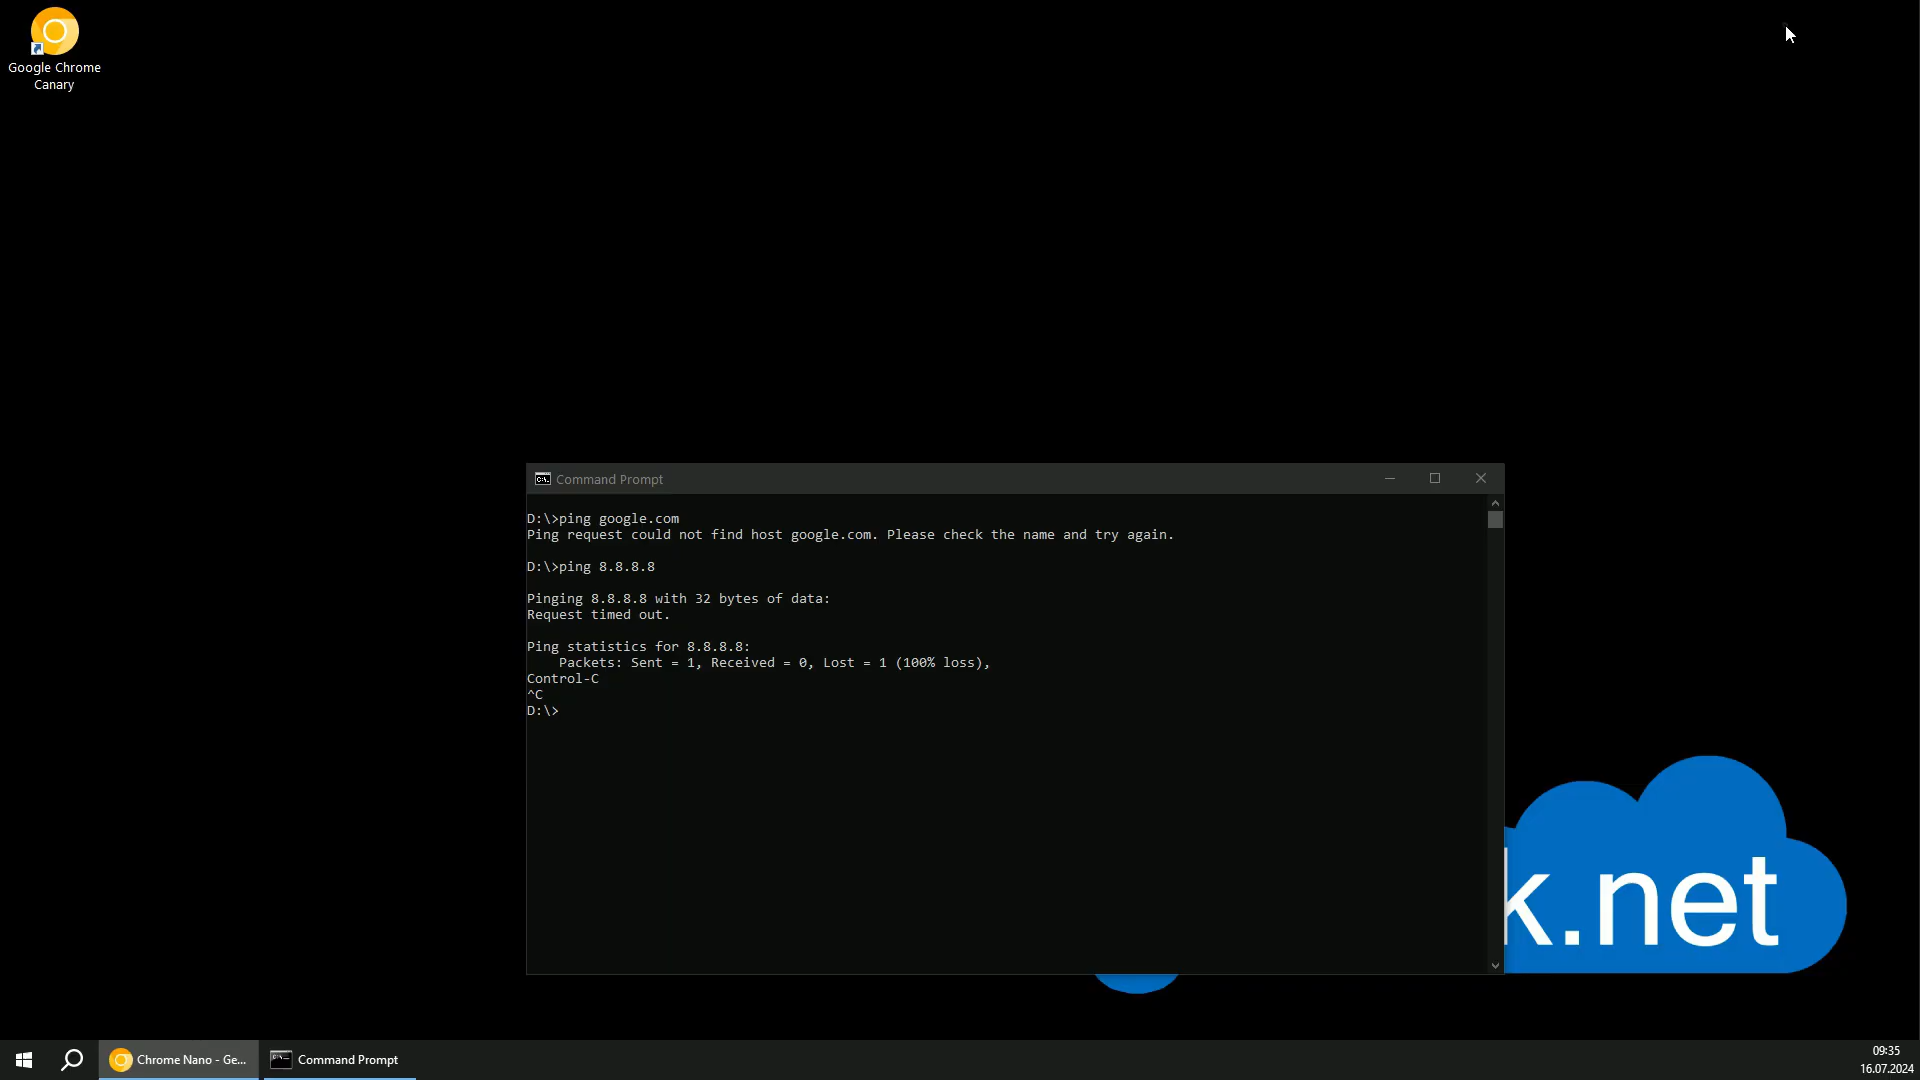 Google Chrome
Canary
Command Prompt
D:\>ping google.com
Ping request could not find host google.com. Please check the name and try again.
D:\>ping 8.8.8.8
Pinging 8.8.8.8 with 32 bytes of data:
Request timed out.
Ping statistics for 8.8.8.8:
    Packets: Sent = 1, Received = 0, Lost = 1 (100% loss),
Control-C
^C
D:\>
k.net
Chrome Nano - Ge...
Command Prompt
09:35
16.07.2024